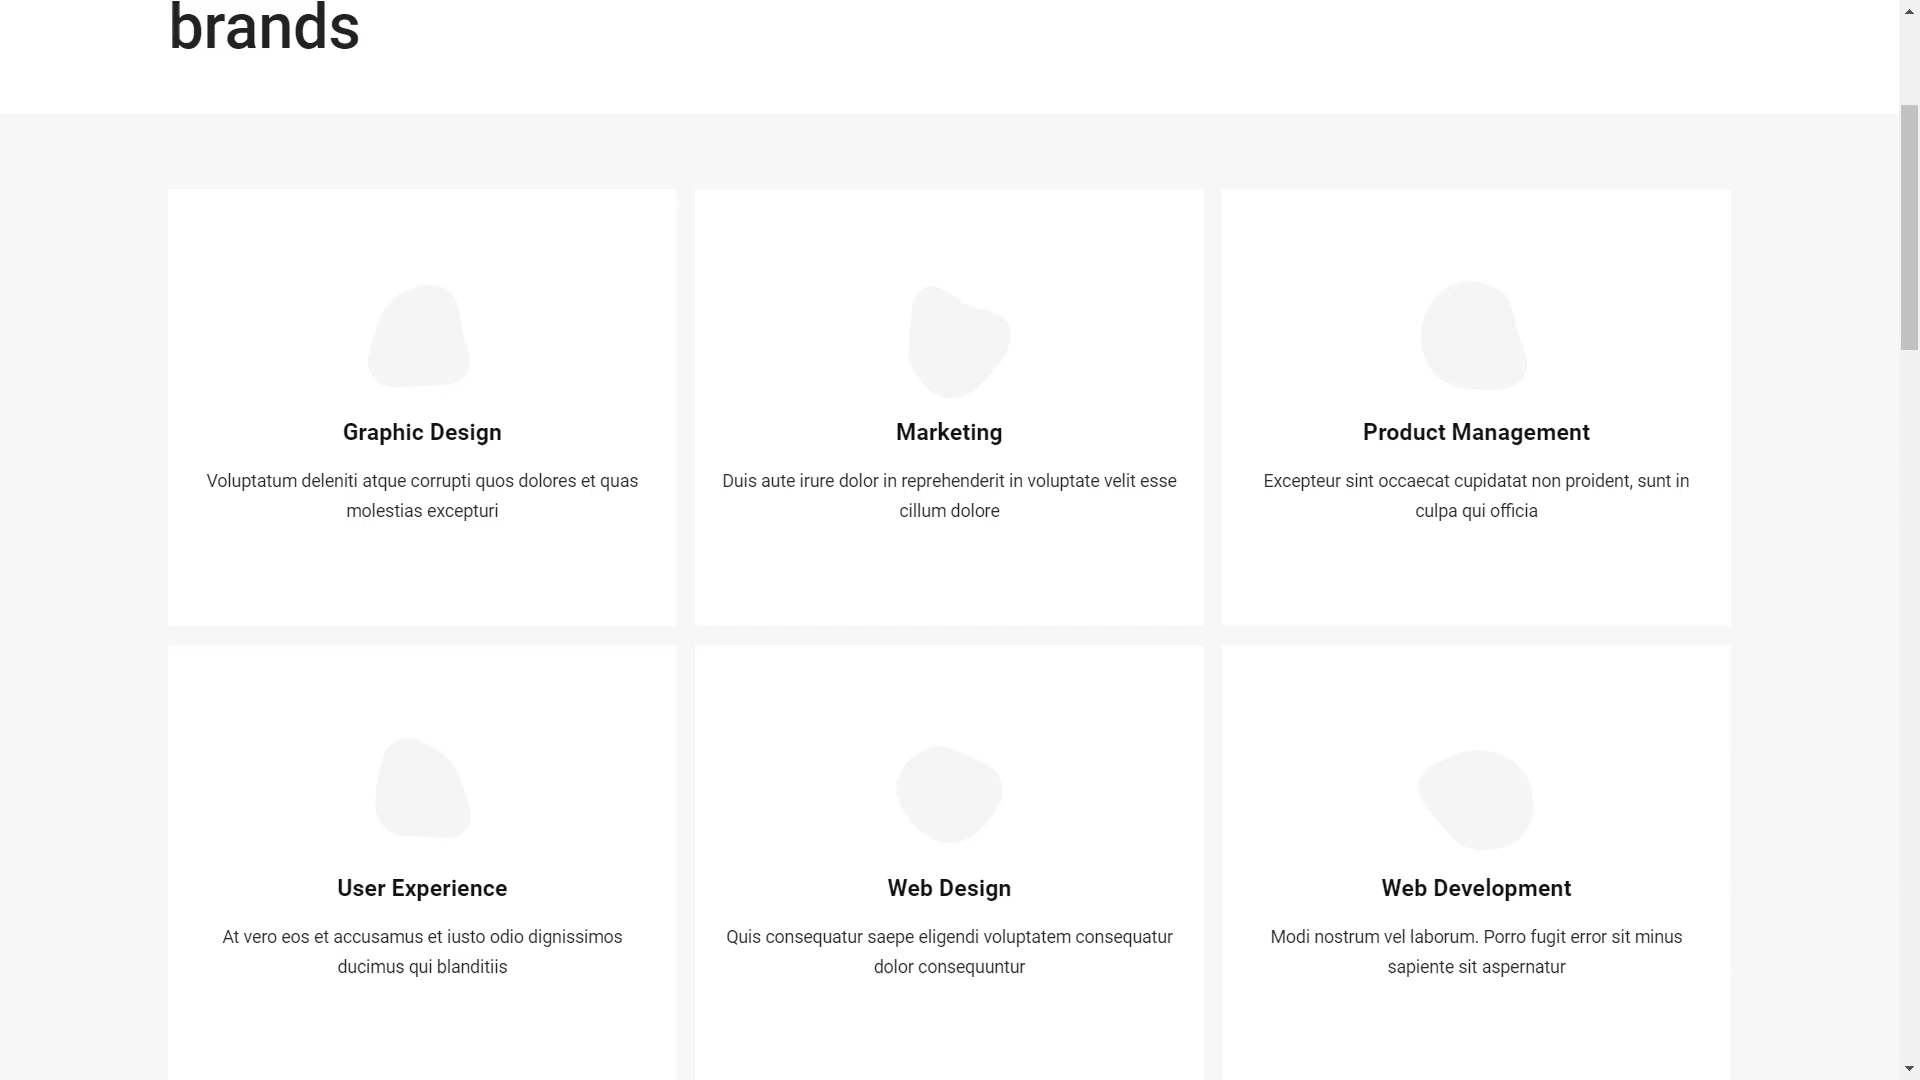 brands
Graphic Design
Voluptatum deleniti atque corrupti quos dolores et quas
molestias excepturi
Marketing
Duis aute irure dolor in reprehenderit in voluptate velit esse
cillum dolore
Product Management
Excepteur sint occaecat cupidatat non proident, sunt in
culpa qui officia
User Experience
At vero eos et accusamus et iusto odio dignissimos
ducimus qui blanditiis
Web Design
Quis consequatur saepe eligendi voluptatem consequatur
dolor consequuntur
Web Development
Modi nostrum vel laborum. Porro fugit error sit minus
sapiente sit aspernatur